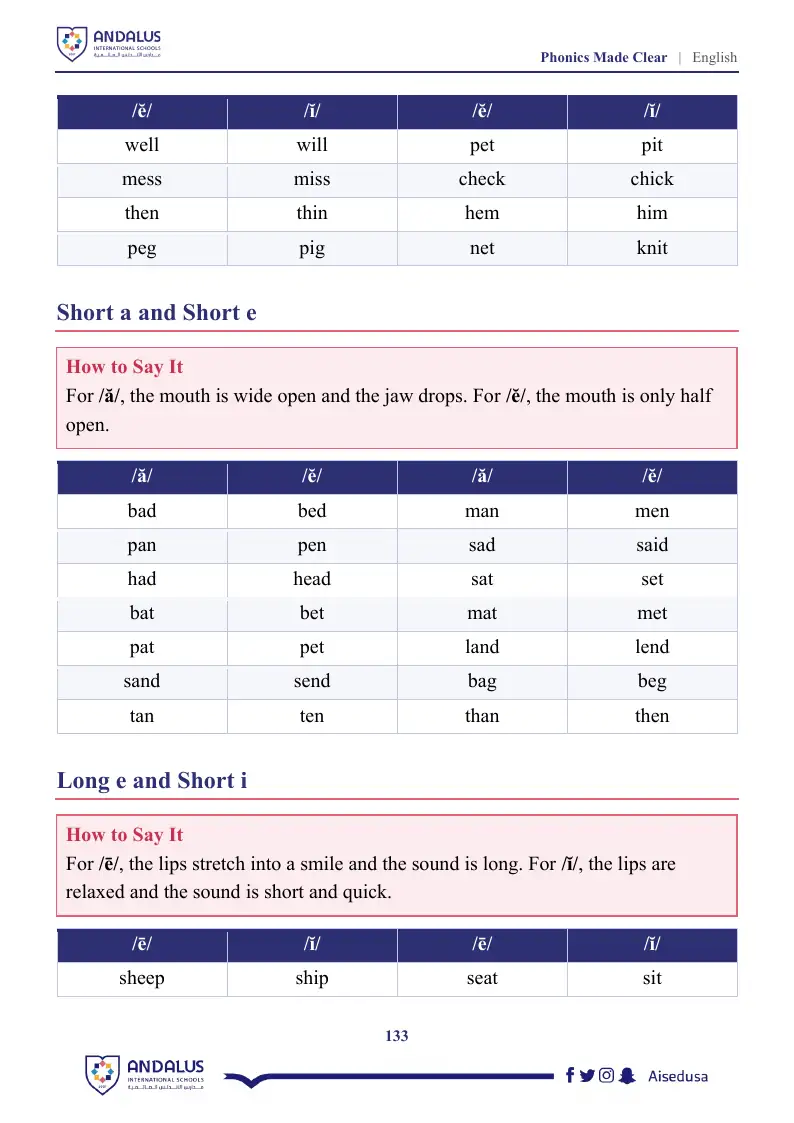 ANDALUS
INTERNATIONAL SCHOOLS
Phonics Made Clear | English
/ĕ/ /ĭ/ /ĕ/ /ĭ/
well will pet pit
mess miss check chick
then thin hem him
peg pig net knit
Short a and Short e
How to Say It
For /ă/, the mouth is wide open and the jaw drops. For /ĕ/, the mouth is only half
open.
/ă/ /ĕ/ /ă/ /ĕ/
bad bed man men
pan pen sad said
had head sat set
bat bet mat met
pat pet land lend
sand send bag beg
tan ten than then
Long e and Short i
How to Say It
For /ē/, the lips stretch into a smile and the sound is long. For /ĭ/, the lips are
relaxed and the sound is short and quick.
/ē/ /ĭ/ /ē/ /ĭ/
sheep ship seat sit
133
ANDALUS
INTERNATIONAL SCHOOLS
Aisedusa